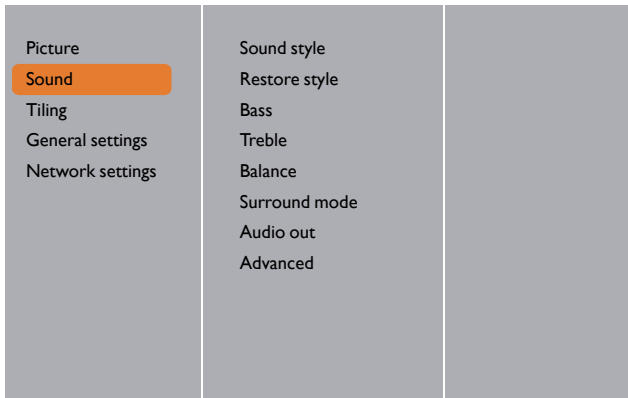 Picture
Sound
Tiling
General settings
Network settings
Sound style
Restore style
Bass
Treble
Balance
Surround mode
Audio out
Advanced